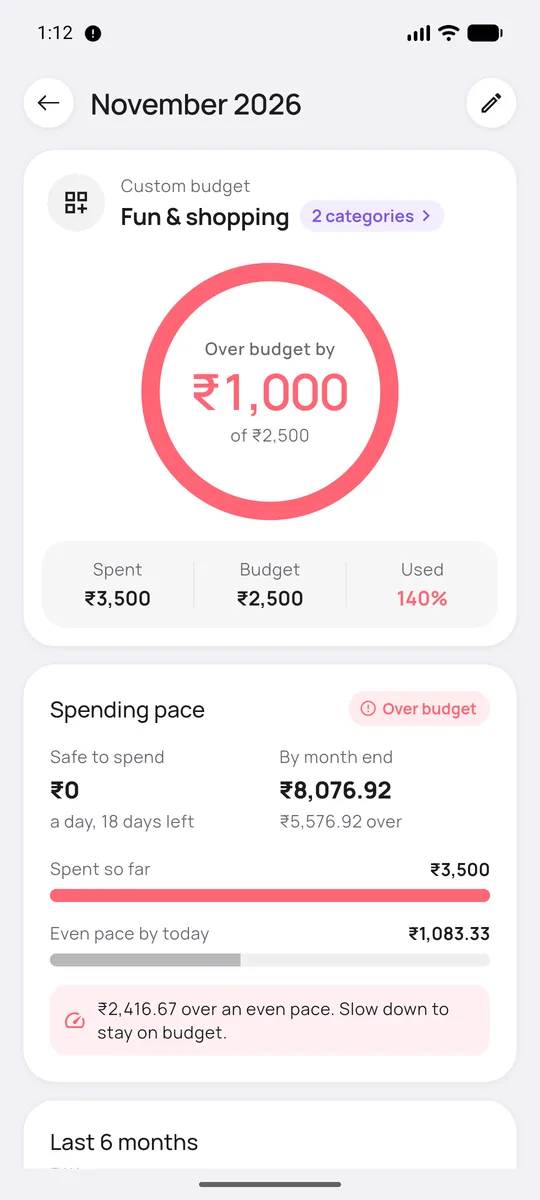 1:12
November 2026
Custom budget
Fun & shopping
2 categories
Over budget by
₹1,000
of ₹2,500
Spent
Budget
Used
₹3,500
₹2,500
140%
Spending pace
Over budget
Safe to spend
By month end
₹0
₹8,076.92
a day, 18 days left
₹5,576.92 over
Spent so far
₹3,500
Even pace by today
₹1,083.33
₹2,416.67 over an even pace. Slow down to
stay on budget.
Last 6 months